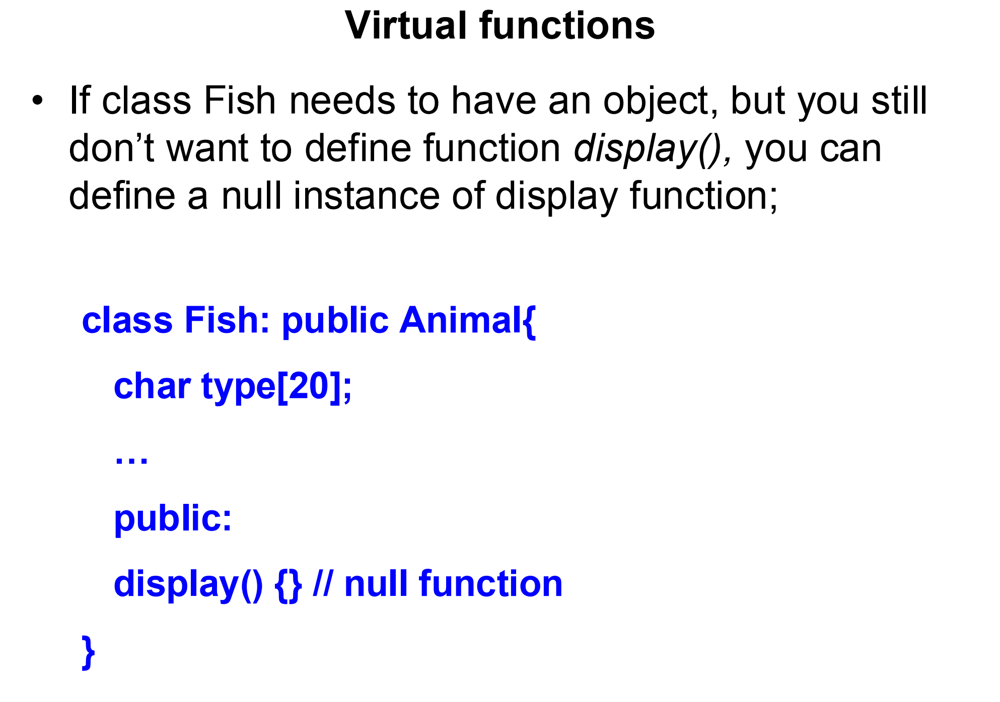 Virtual functions
• If class Fish needs to have an object, but you still
don’t want to define function display(), you can
define a null instance of display function;
class Fish: public Animal{
char type[20];
…
public:
display() {} // null function
}